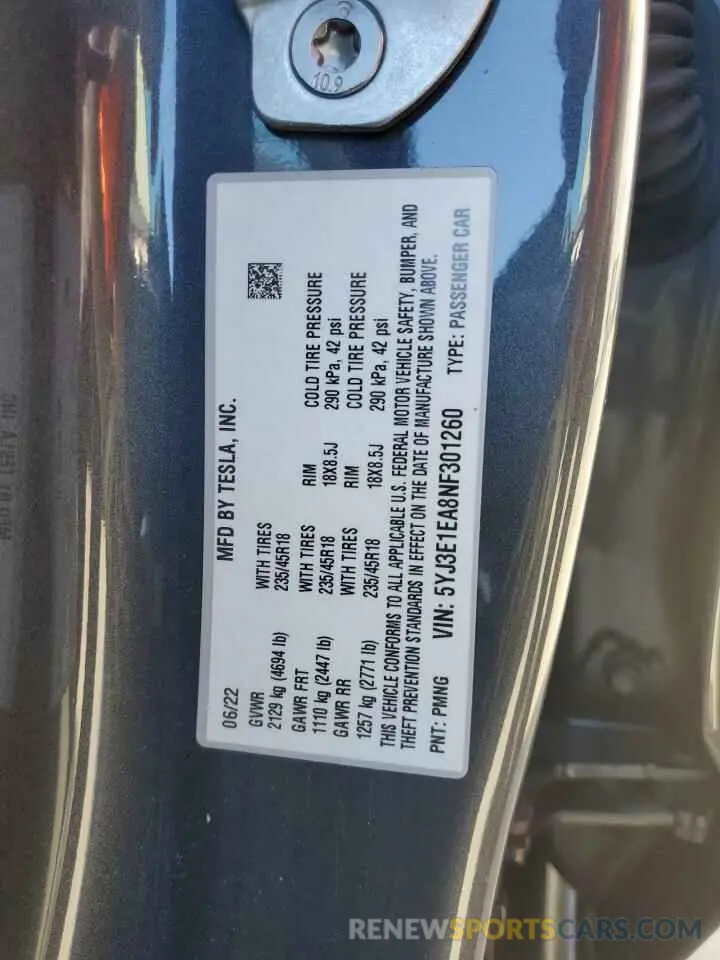 10.9
MFD BY TESLA, INC.
06/22
GVWR
2129 kg (4694 lb)
WITH TIRES
GAWR FRT
235/45R18
1110 kg (2447 lb)
WITH TIRES
RIM
COLD TIRE PRESSURE
235/45R18
18X8.5J
290 kPa, 42 psi
GAWR RR
WITH TIRES
RIM
COLD TIRE PRESSURE
1257 kg (2771 lb)
235/45R18
18X8.5J
290 kPa, 42 psi
THIS VEHICLE CONFORMS TO ALL APPLICABLE U.S. FEDERAL MOTOR VEHICLE SAFETY, BUMPER, AND
THEFT PREVENTION STANDARDS IN EFFECT ON THE DATE OF MANUFACTURE SHOWN ABOVE.
PNT: PMNG VIN: 5YJ3E1EA8NF301260 TYPE: PASSENGER CAR
RENEWSPORTSCARS.COM